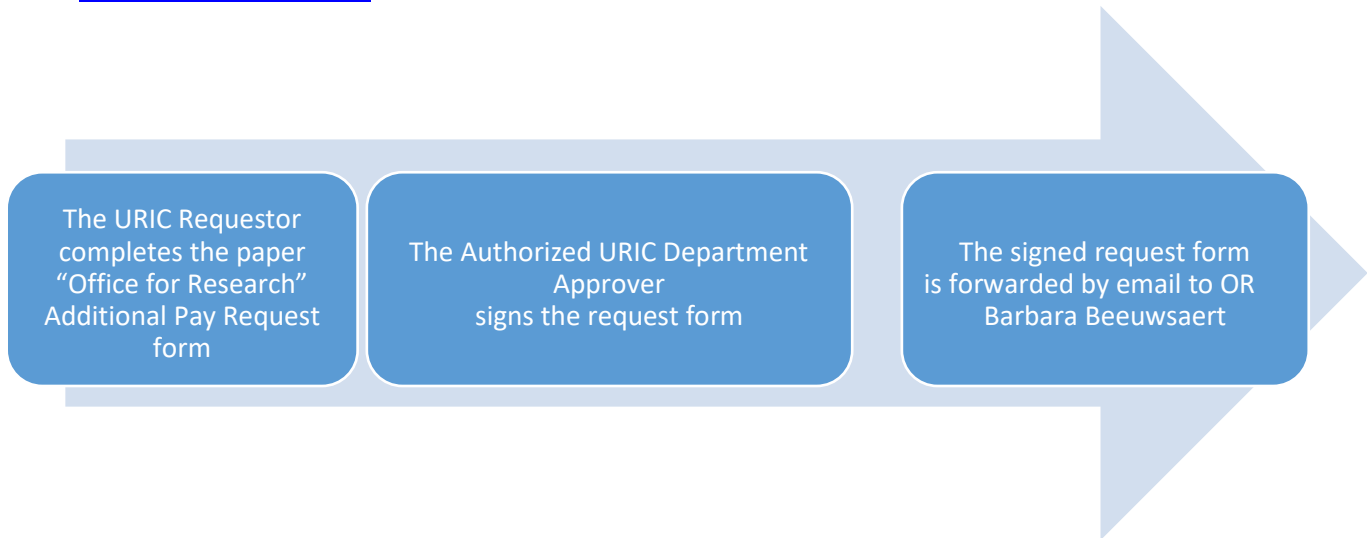 The URIC Requestor
completes the paper
“Office for Research”
Additional Pay Request
form
The Authorized URIC Department
Approver
signs the request form
The signed request form
is forwarded by email to OR
Barbara Beeuwsaert